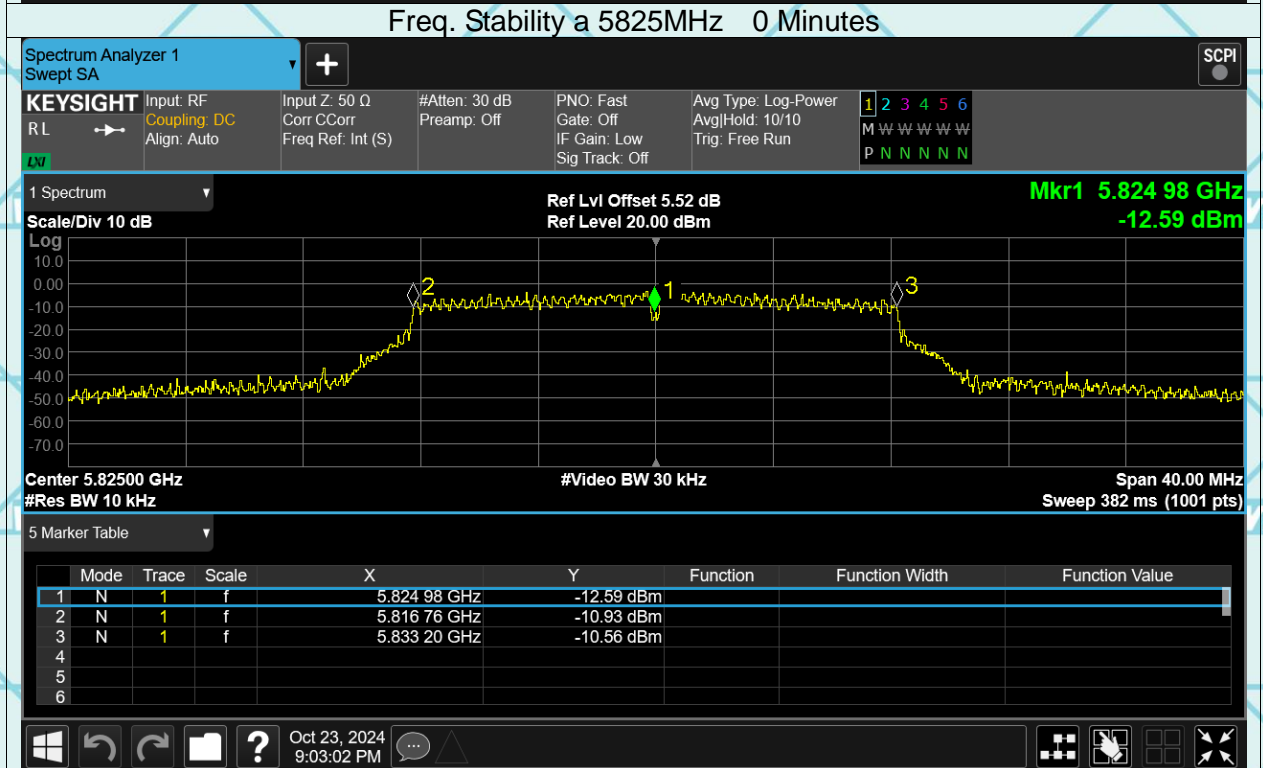 Freq. Stability a 5825MHz 0 Minutes
Spectrum Analyzer 1
Swept SA
+
SCPI
KEYSIGHT Input: RF Input Z: 50 Ω #Atten: 30 dB PNO: Fast Avg Type: Log-Power 1 2 3 4 5 6
RL Coupling: DC Corr CCorr Preamp: Off Gate: Off Avg|Hold: 10/10 M W W W W W W
Align: Auto Freq Ref: Int (S) IF Gain: Low Trig: Free Run P N N N N N N
LXI Sig Track: Off
1 Spectrum Ref Lvl Offset 5.52 dB Mkr1 5.824 98 GHz
Scale/Div 10 dB Ref Level 20.00 dBm -12.59 dBm
Log
10.0
0.00 2 1 3
-10.0
-20.0
-30.0
-40.0
-50.0
-60.0
-70.0
Center 5.82500 GHz #Video BW 30 kHz Span 40.00 MHz
#Res BW 10 kHz Sweep 382 ms (1001 pts)
5 Marker Table
Mode Trace Scale X Y Function Function Width Function Value
1 N 1 f 5.824 98 GHz -12.59 dBm
2 N 1 f 5.816 76 GHz -10.93 dBm
3 N 1 f 5.833 20 GHz -10.56 dBm
4
5
6
? Oct 23, 2024
9:03:02 PM